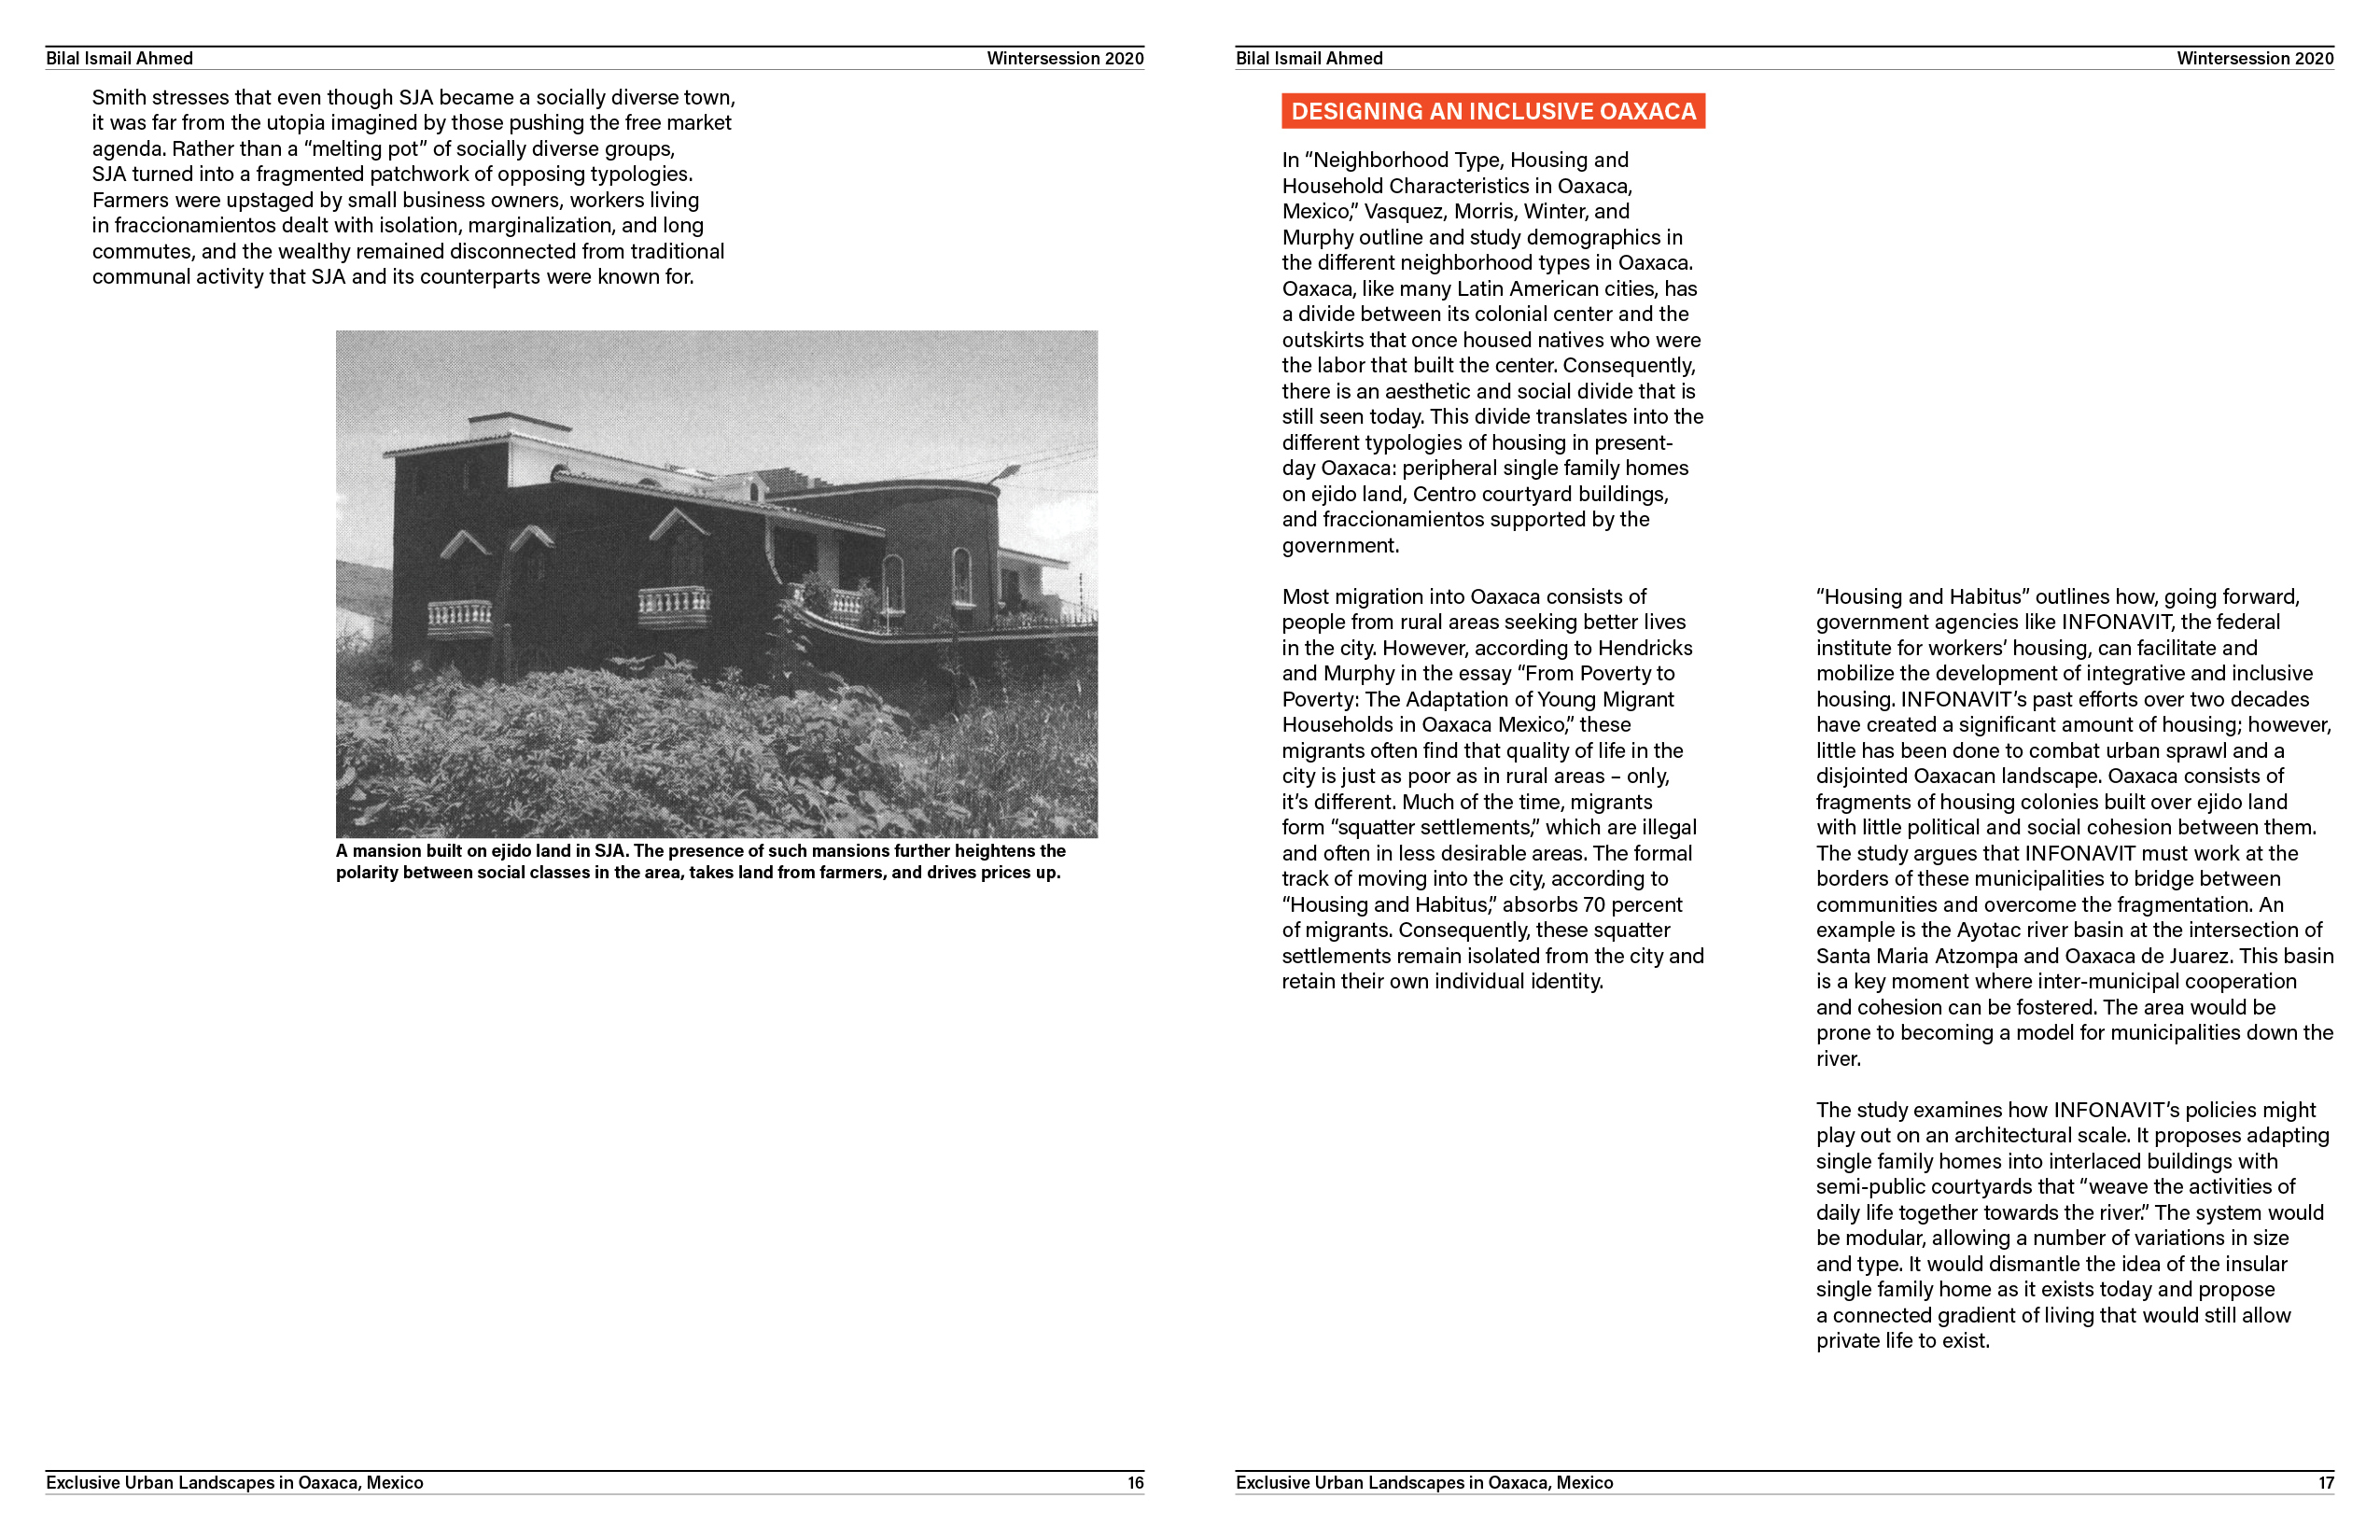 Bilal Ismail Ahmed
Wintersession 2020
Smith stresses that even though SJA became a socially diverse town,
it was far from the utopia imagined by those pushing the free market
agenda. Rather than a “melting pot” of socially diverse groups,
SJA turned into a fragmented patchwork of opposing typologies.
Farmers were upstaged by small business owners, workers living
in fraccionamientos dealt with isolation, marginalization, and long
commutes, and the wealthy remained disconnected from traditional
communal activity that SJA and its counterparts were known for.
A mansion built on ejido land in SJA. The presence of such mansions further heightens the
polarity between social classes in the area, takes land from farmers, and drives prices up.
Exclusive Urban Landscapes in Oaxaca, Mexico
16
Bilal Ismail Ahmed
Wintersession 2020
DESIGNING AN INCLUSIVE OAXACA
In “Neighborhood Type, Housing and
Household Characteristics in Oaxaca,
Mexico,” Vasquez, Morris, Winter, and
Murphy outline and study demographics in
the different neighborhood types in Oaxaca.
Oaxaca, like many Latin American cities, has
a divide between its colonial center and the
outskirts that once housed natives who were
the labor that built the center. Consequently,
there is an aesthetic and social divide that is
still seen today. This divide translates into the
different typologies of housing in present-
day Oaxaca: peripheral single family homes
on ejido land, Centro courtyard buildings,
and fraccionamientos supported by the
government.
Most migration into Oaxaca consists of
people from rural areas seeking better lives
in the city. However, according to Hendricks
and Murphy in the essay “From Poverty to
Poverty: The Adaptation of Young Migrant
Households in Oaxaca Mexico,” these
migrants often find that quality of life in the
city is just as poor as in rural areas – only,
it’s different. Much of the time, migrants
form “squatter settlements,” which are illegal
and often in less desirable areas. The formal
track of moving into the city, according to
“Housing and Habitus,” absorbs 70 percent
of migrants. Consequently, these squatter
settlements remain isolated from the city and
retain their own individual identity.
“Housing and Habitus” outlines how, going forward,
government agencies like INFONAVIT, the federal
institute for workers’ housing, can facilitate and
mobilize the development of integrative and inclusive
housing. INFONAVIT’s past efforts over two decades
have created a significant amount of housing; however,
little has been done to combat urban sprawl and a
disjointed Oaxacan landscape. Oaxaca consists of
fragments of housing colonies built over ejido land
with little political and social cohesion between them.
The study argues that INFONAVIT must work at the
borders of these municipalities to bridge between
communities and overcome the fragmentation. An
example is the Ayotac river basin at the intersection of
Santa Maria Atzompa and Oaxaca de Juarez. This basin
is a key moment where inter-municipal cooperation
and cohesion can be fostered. The area would be
prone to becoming a model for municipalities down the
river.
The study examines how INFONAVIT’s policies might
play out on an architectural scale. It proposes adapting
single family homes into interlaced buildings with
semi-public courtyards that “weave the activities of
daily life together towards the river.” The system would
be modular, allowing a number of variations in size
and type. It would dismantle the idea of the insular
single family home as it exists today and propose
a connected gradient of living that would still allow
private life to exist.
Exclusive Urban Landscapes in Oaxaca, Mexico
17